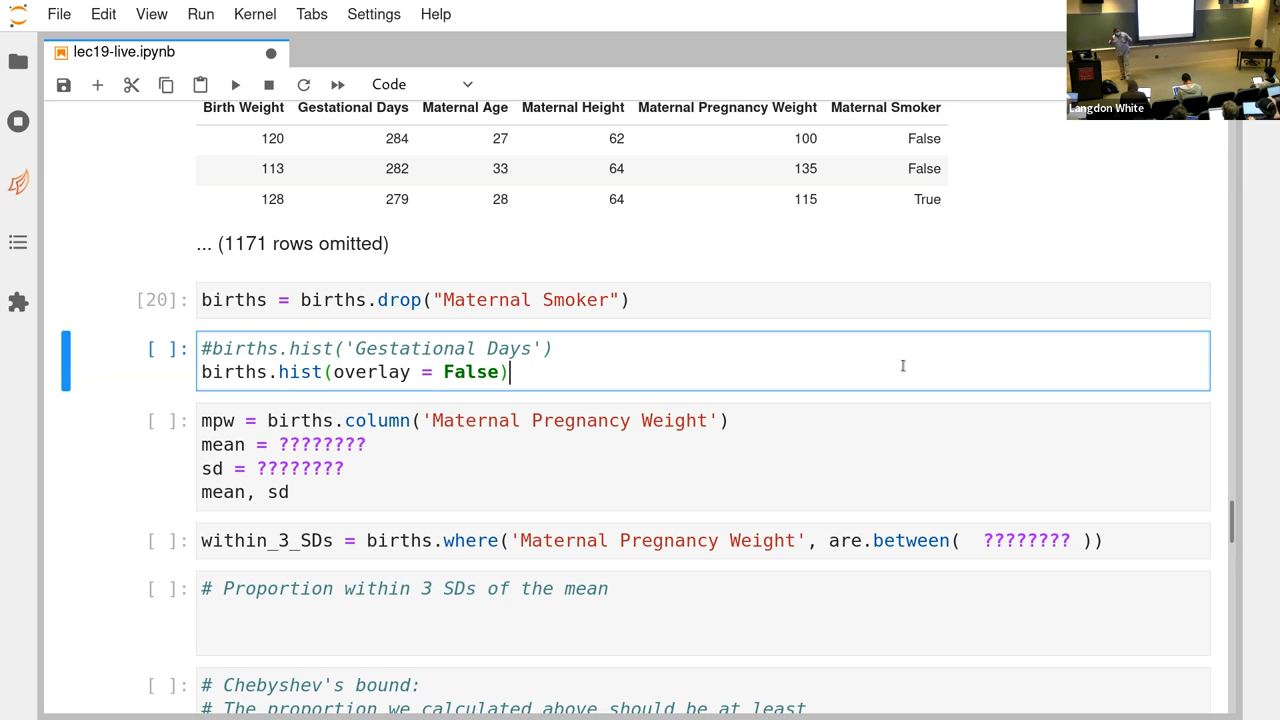 File Edit View Run Kernel Tabs Settings Help
lec19-live.ipynb
Code
Langdon White
Birth Weight Gestational Days Maternal Age Maternal Height Maternal Pregnancy Weight Maternal Smoker
120 284 27 62 100 False
113 282 33 64 135 False
128 279 28 64 115 True
... (1171 rows omitted)
[20]: births = births.drop("Maternal Smoker")
[ ]: #births.hist('Gestational Days')
births.hist(overlay = False)
[ ]: mpw = births.column('Maternal Pregnancy Weight')
mean = ????????
sd = ????????
mean, sd
[ ]: within_3_SDs = births.where('Maternal Pregnancy Weight', are.between( ???????? ))
[ ]: # Proportion within 3 SDs of the mean
[ ]: # Chebyshev's bound:
# The proportion we calculated above should be at least